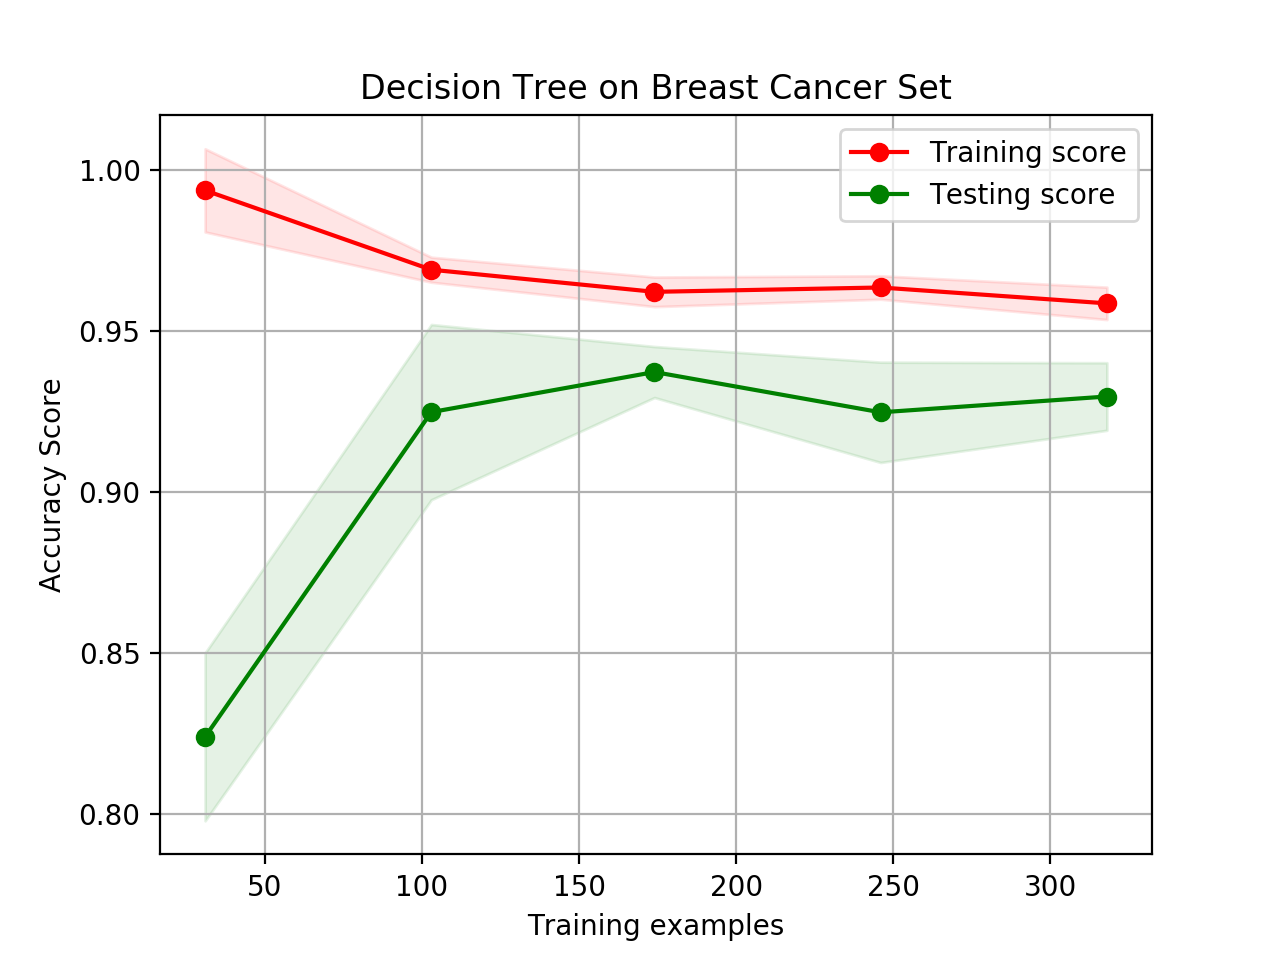 Decision Tree on Breast Cancer Set
Training score
Testing score
1.00
0.95
0.90
0.85
0.80
Accuracy Score
50 100 150 200 250 300
Training examples